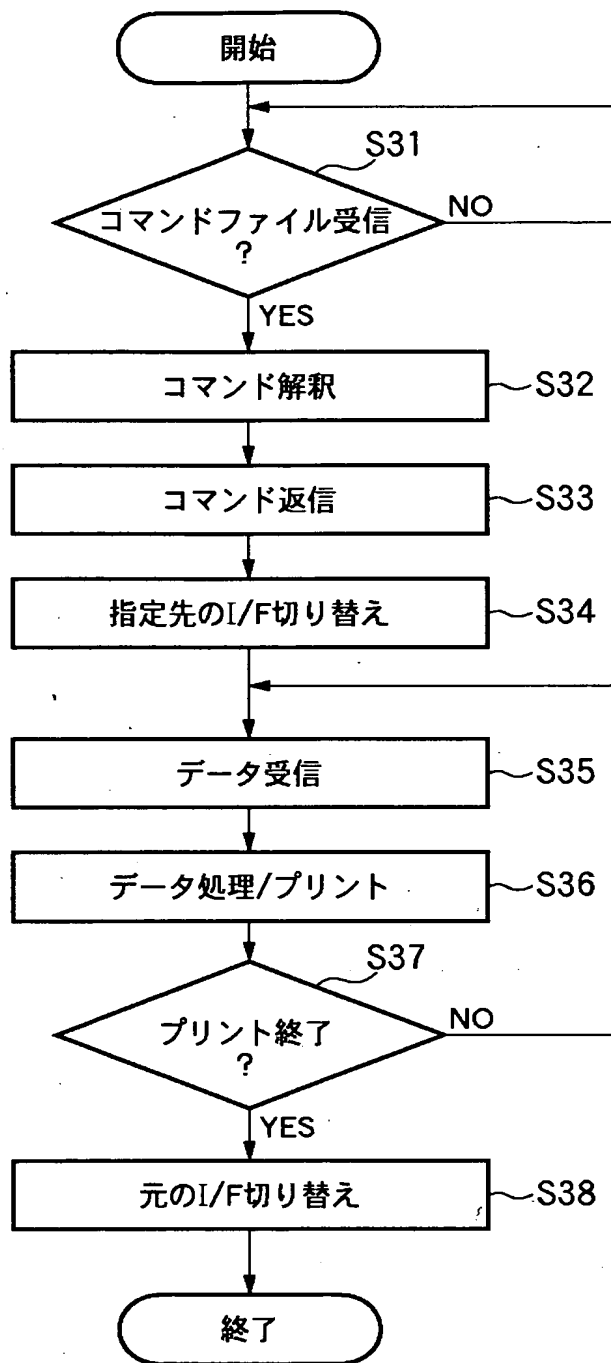 開始
S31
コマンドファイル受信
?
NO
YES
コマンド解釈
S32
コマンド返信
S33
指定先のI/F切り替え
S34
データ受信
S35
データ処理/プリント
S36
S37
プリント終了
?
NO
YES
元のI/F切り替え
S38
終了